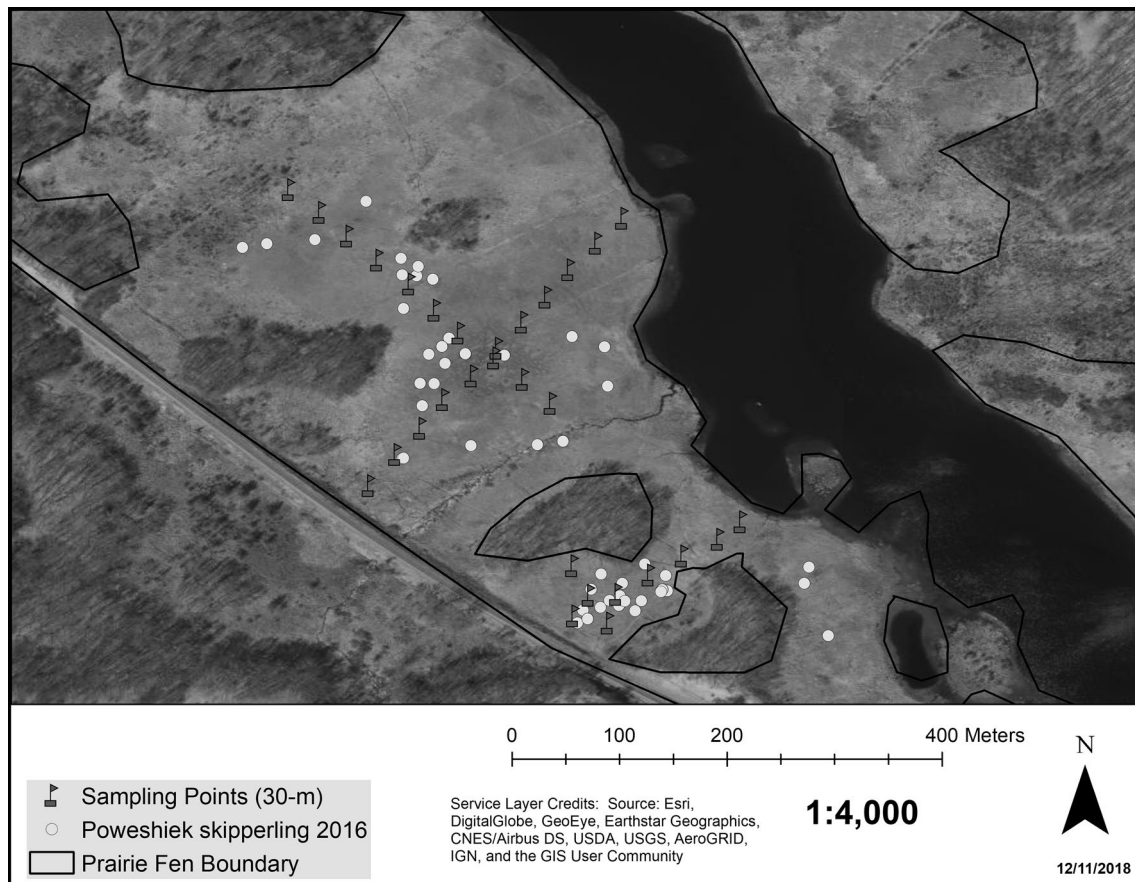 0 100 200 400 Meters
N
Sampling Points (30-m)
Poweshiek skipperling 2016
Prairie Fen Boundary
Service Layer Credits: Source: Esri,
DigitalGlobe, GeoEye, Earthstar Geographics,
CNES/Airbus DS, USDA, USGS, AeroGRID,
IGN, and the GIS User Community
1:4,000
12/11/2018